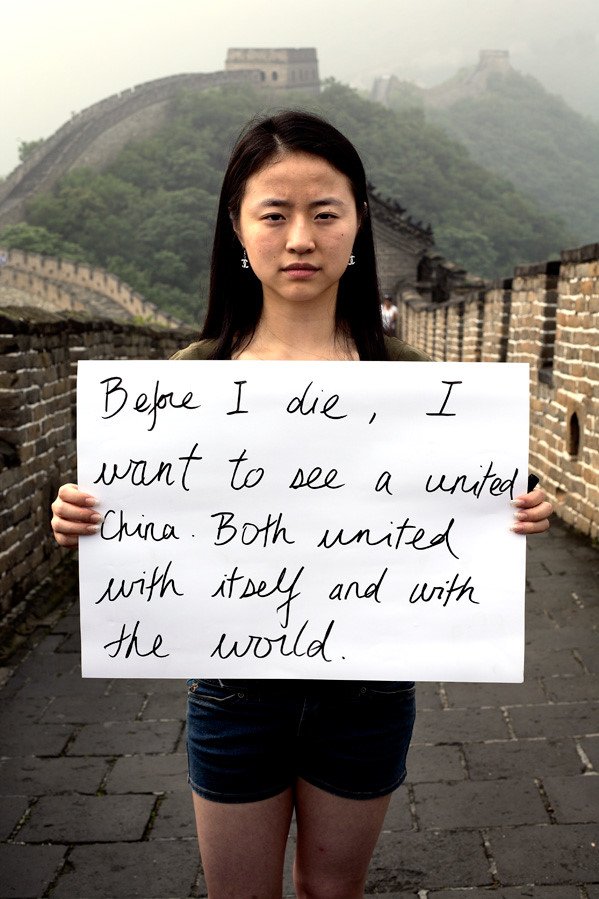 Before I die, I
want to see a united
China. Both united
with itself and with
the world.